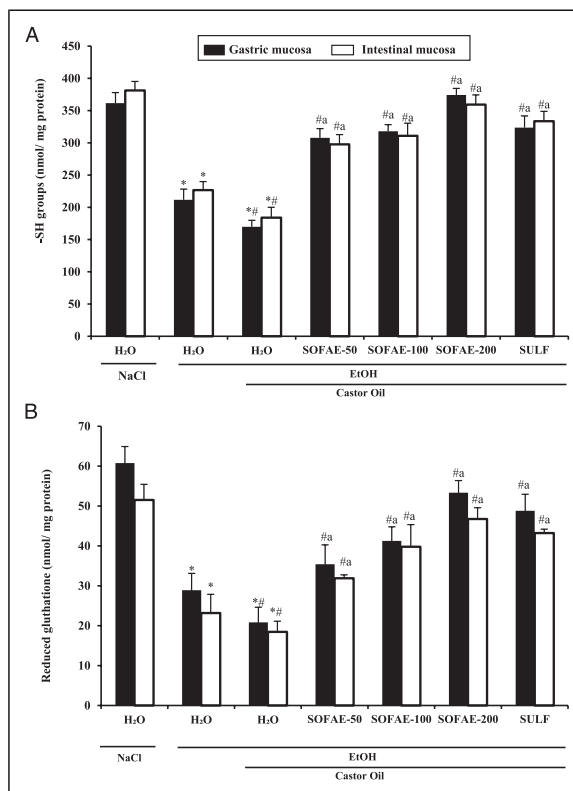 A
Gastric mucosa Intestinal mucosa
-SH groups (nmol/ mg protein)
450
400
350
300
250
200
150
100
50
0
* * *# *# #a #a #a #a #a #a #a #a
H₂O H₂O H₂O SOFAE-50 SOFAE-100 SOFAE-200 SULF
NaCl EtOH
Castor Oil
B
Reduced gluthatione (nmol/ mg protein)
70
60
50
40
30
20
10
0
* * *# *# #a #a #a #a #a #a #a #a
H₂O H₂O H₂O SOFAE-50 SOFAE-100 SOFAE-200 SULF
NaCl EtOH
Castor Oil